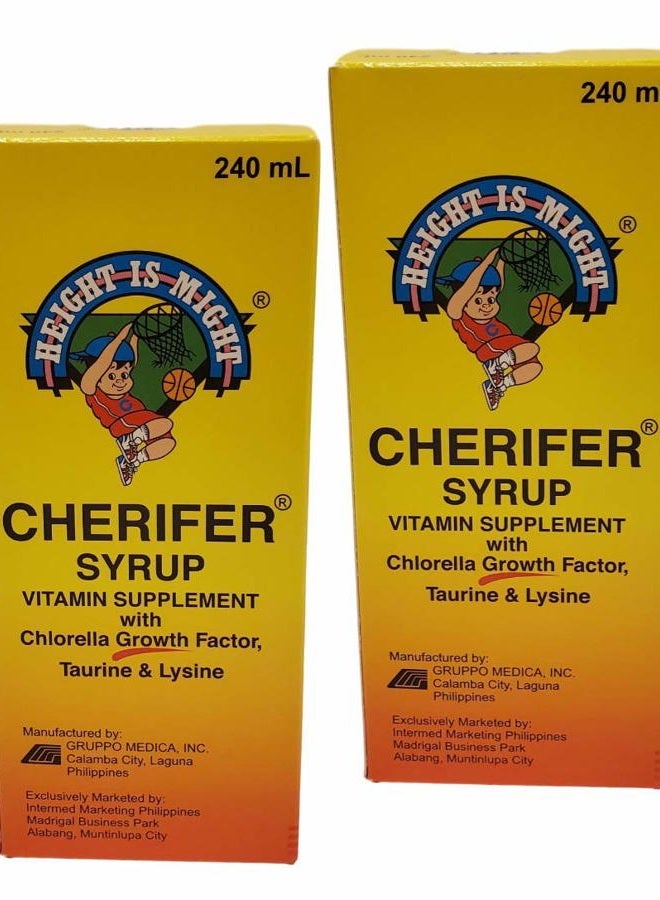 240 mL
HEIGHT IS MIGHT
®
CHERIFER®
SYRUP
VITAMIN SUPPLEMENT
with
Chlorella Growth Factor,
Taurine & Lysine
Manufactured by:
GRUPPO MEDICA, INC.
Calamba City, Laguna
Philippines
Exclusively Marketed by:
Intermed Marketing Philippines
Madrigal Business Park
Alabang, Muntinlupa City
240 m
HEIGHT IS MIGHT
®
CHERIFER®
SYRUP
VITAMIN SUPPLEMENT
with
Chlorella Growth Factor,
Taurine & Lysine
Manufactured by:
GRUPPO MEDICA, INC.
Calamba City, Laguna
Philippines
Exclusively Marketed by:
Intermed Marketing Philippines
Madrigal Business Park
Alabang, Muntinlupa City